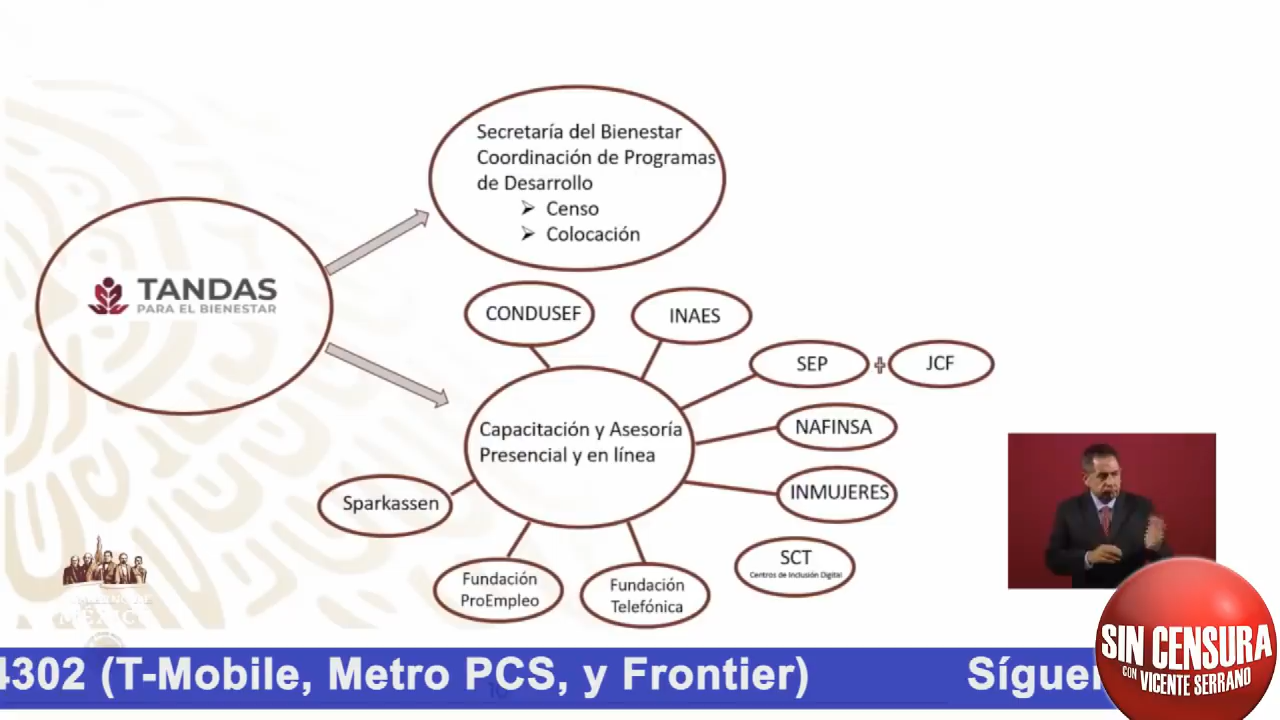 Secretaría del Bienestar
Coordinación de Programas
de Desarrollo
➢ Censo
➢ Colocación
TANDAS
PARA EL BIENESTAR
CONDUSEF
INAES
SEP
JCF
Capacitación y Asesoría
Presencial y en línea
NAFINSA
INMUJERES
Sparkassen
SCT
Centros de Inclusión Digital
Fundación
ProEmpleo
Fundación
Telefónica
MÉXICO
4302 (T-Mobile, Metro PCS, y Frontier)
Síguen
SIN CENSURA
CON VICENTE SERRANO